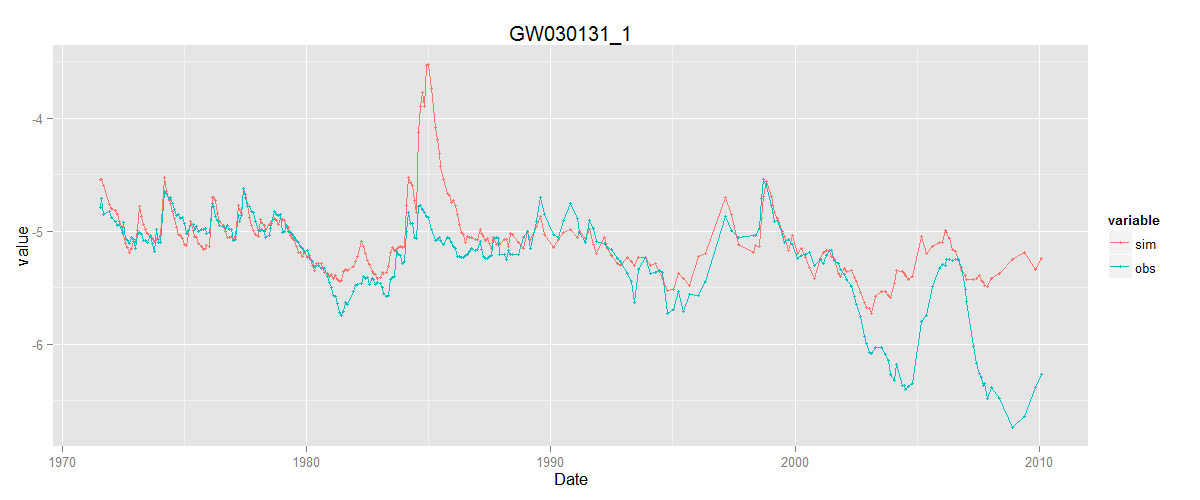 GW030131_1
value
-4
-5
-6
1970
1980
1990
2000
2010
Date
variable
sim
obs